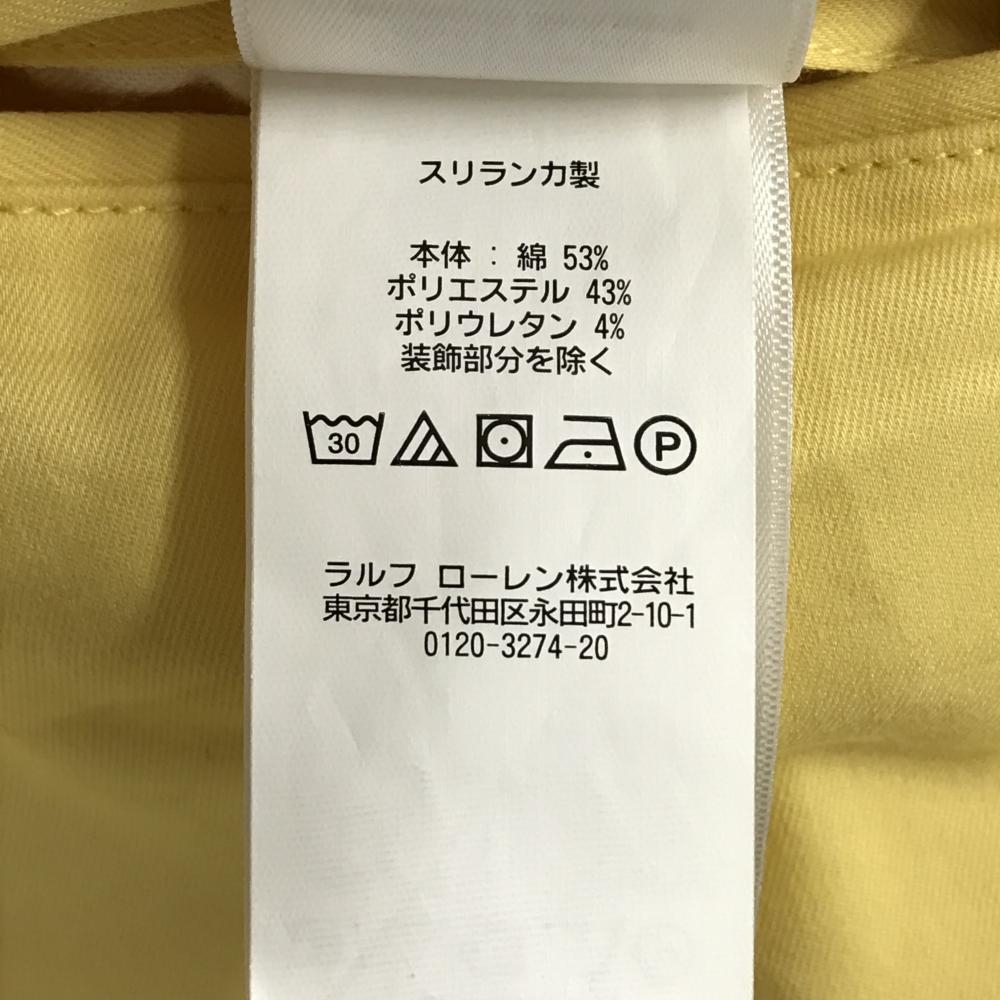 スリランカ製
本体 : 綿 53%
ポリエステル 43%
ポリウレタン 4%
装飾部分を除く
30 P
ラルフ ローレン株式会社
東京都千代田区永田町2-10-1
0120-3274-20